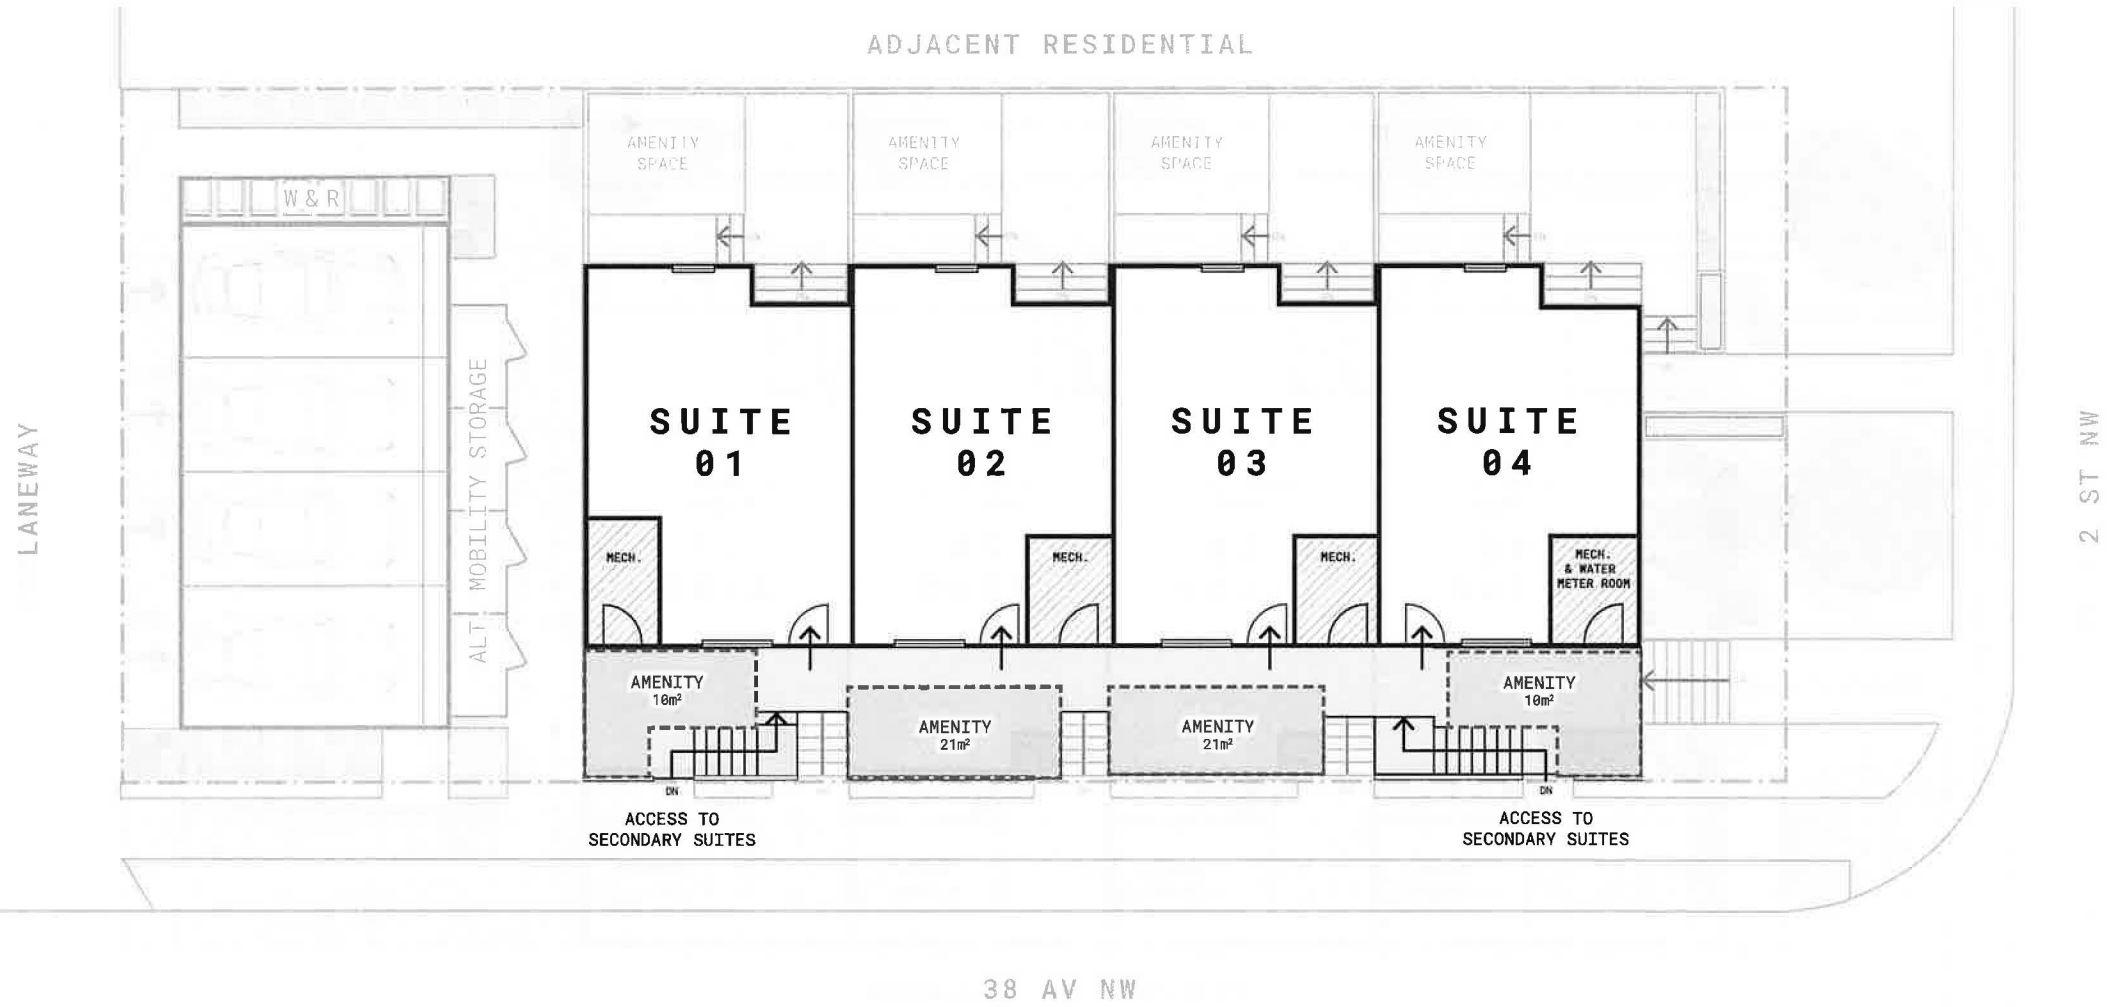 ADJACENT RESIDENTIAL
AMENITY
SPACE
AMENITY
SPACE
AMENITY
SPACE
AMENITY
SPACE
W & R
LANEWAY
ALT. MOBILITY STORAGE
SUITE
01
SUITE
02
SUITE
03
SUITE
04
2 ST NW
MECH.
MECH.
MECH.
MECH.
& WATER
METER ROOM
AMENITY
10m²
AMENITY
21m²
AMENITY
21m²
AMENITY
10m²
DN
DN
ACCESS TO
SECONDARY SUITES
ACCESS TO
SECONDARY SUITES
38 AV NW